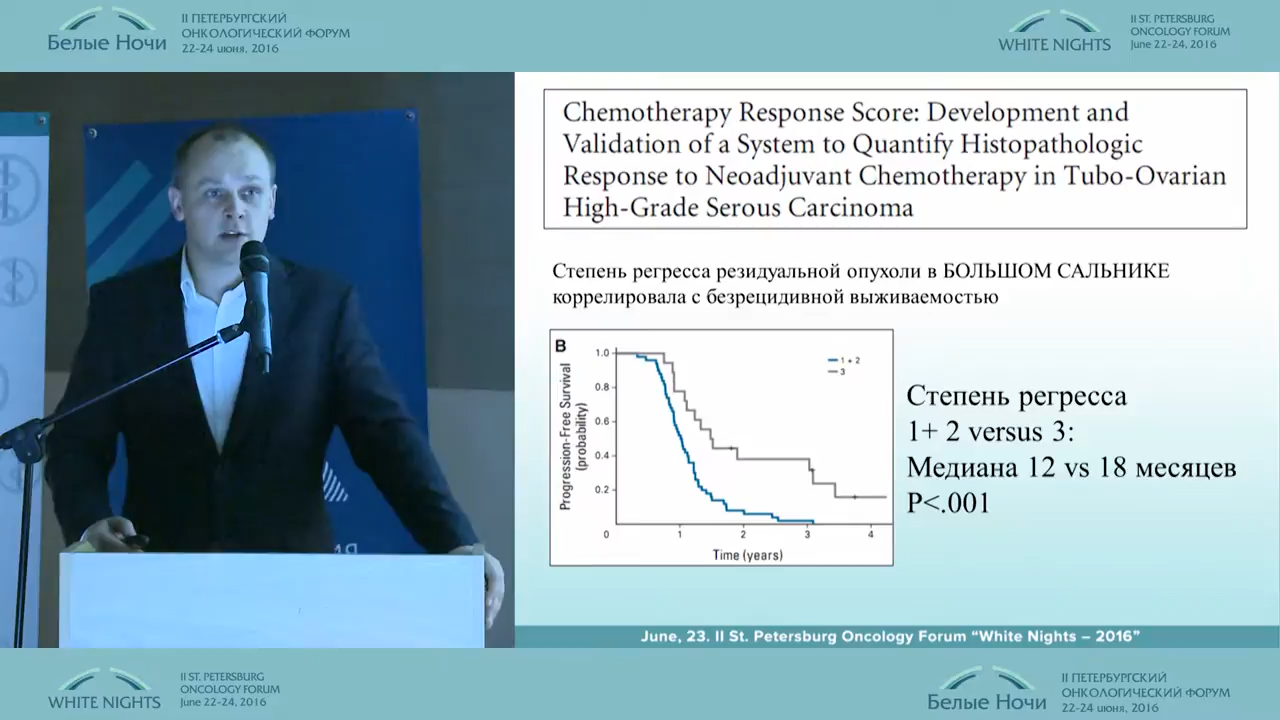 II ПЕТЕРБУРГСКИЙ
ОНКОЛОГИЧЕСКИЙ ФОРУМ
Белые Ночи
22-24 июня, 2016
II ST. PETERSBURG
ONCOLOGY FORUM
WHITE NIGHTS
June 22-24, 2016
Chemotherapy Response Score: Development and
Validation of a System to Quantify Histopathologic
Response to Neoadjuvant Chemotherapy in Tubo-Ovarian
High-Grade Serous Carcinoma
Степень регресса резидуальной опухоли в БОЛЬШОМ САЛЬНИКЕ
коррелировала с безрецидивной выживаемостью
B
Progression-Free Survival
(probability)
1.0
0.8
0.6
0.4
0.2
0
1
2
3
4
Time (years)
1 + 2
3
Степень регресса
1+ 2 versus 3:
Медиана 12 vs 18 месяцев
P<.001
June, 23. II St. Petersburg Oncology Forum “White Nights – 2016”
II ST. PETERSBURG
ONCOLOGY FORUM
WHITE NIGHTS
June 22-24, 2016
II ПЕТЕРБУРГСКИЙ
ОНКОЛОГИЧЕСКИЙ ФОРУМ
Белые Ночи
22-24 июня, 2016